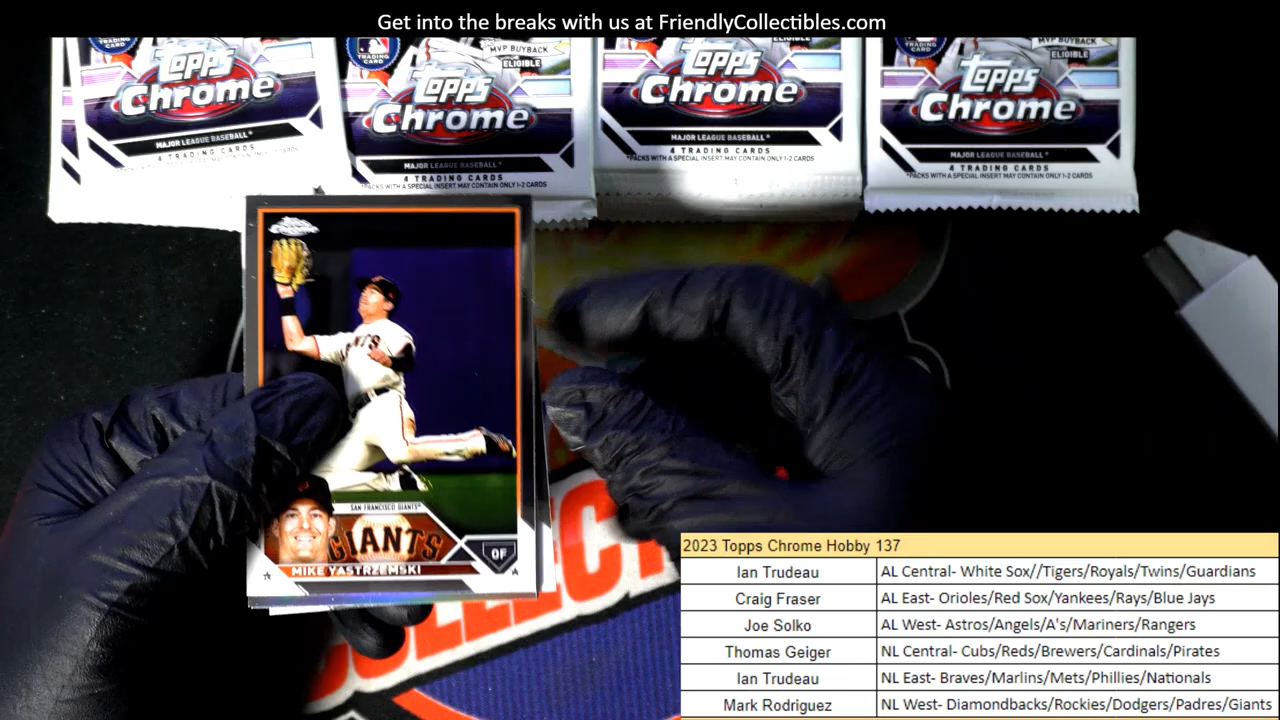 Get into the breaks with us at FriendlyCollectibles.com
Topps
Chrome
MAJOR LEAGUE BASEBALL®
4 TRADING CARDS
TRADING CARD
MVP BUYBACK
ELIGIBLE
Topps
Chrome
MAJOR LEAGUE BASEBALL®
4 TRADING CARDS
*PACKS WITH A SPECIAL INSERT MAY CONTAIN ONLY 1-2 CARDS
ELIGIBLE
Topps
Chrome
MAJOR LEAGUE BASEBALL®
4 TRADING CARDS
*PACKS WITH A SPECIAL INSERT MAY CONTAIN ONLY 1-2 CARDS
TRADING CARD
MVP BUYBACK
ELIGIBLE
Topps
Chrome
MAJOR LEAGUE BASEBALL®
4 TRADING CARDS
*PACKS WITH A SPECIAL INSERT MAY CONTAIN ONLY 1-2 CARDS
SAN FRANCISCO GIANTS®
GIANTS
OF
MIKE YASTRZEMSKI
COLLECT
2023 Topps Chrome Hobby 137
Ian Trudeau AL Central- White Sox//Tigers/Royals/Twins/Guardians
Craig Fraser AL East- Orioles/Red Sox/Yankees/Rays/Blue Jays
Joe Solko AL West- Astros/Angels/A's/Mariners/Rangers
Thomas Geiger NL Central- Cubs/Reds/Brewers/Cardinals/Pirates
Ian Trudeau NL East- Braves/Marlins/Mets/Phillies/Nationals
Mark Rodriguez NL West- Diamondbacks/Rockies/Dodgers/Padres/Giants